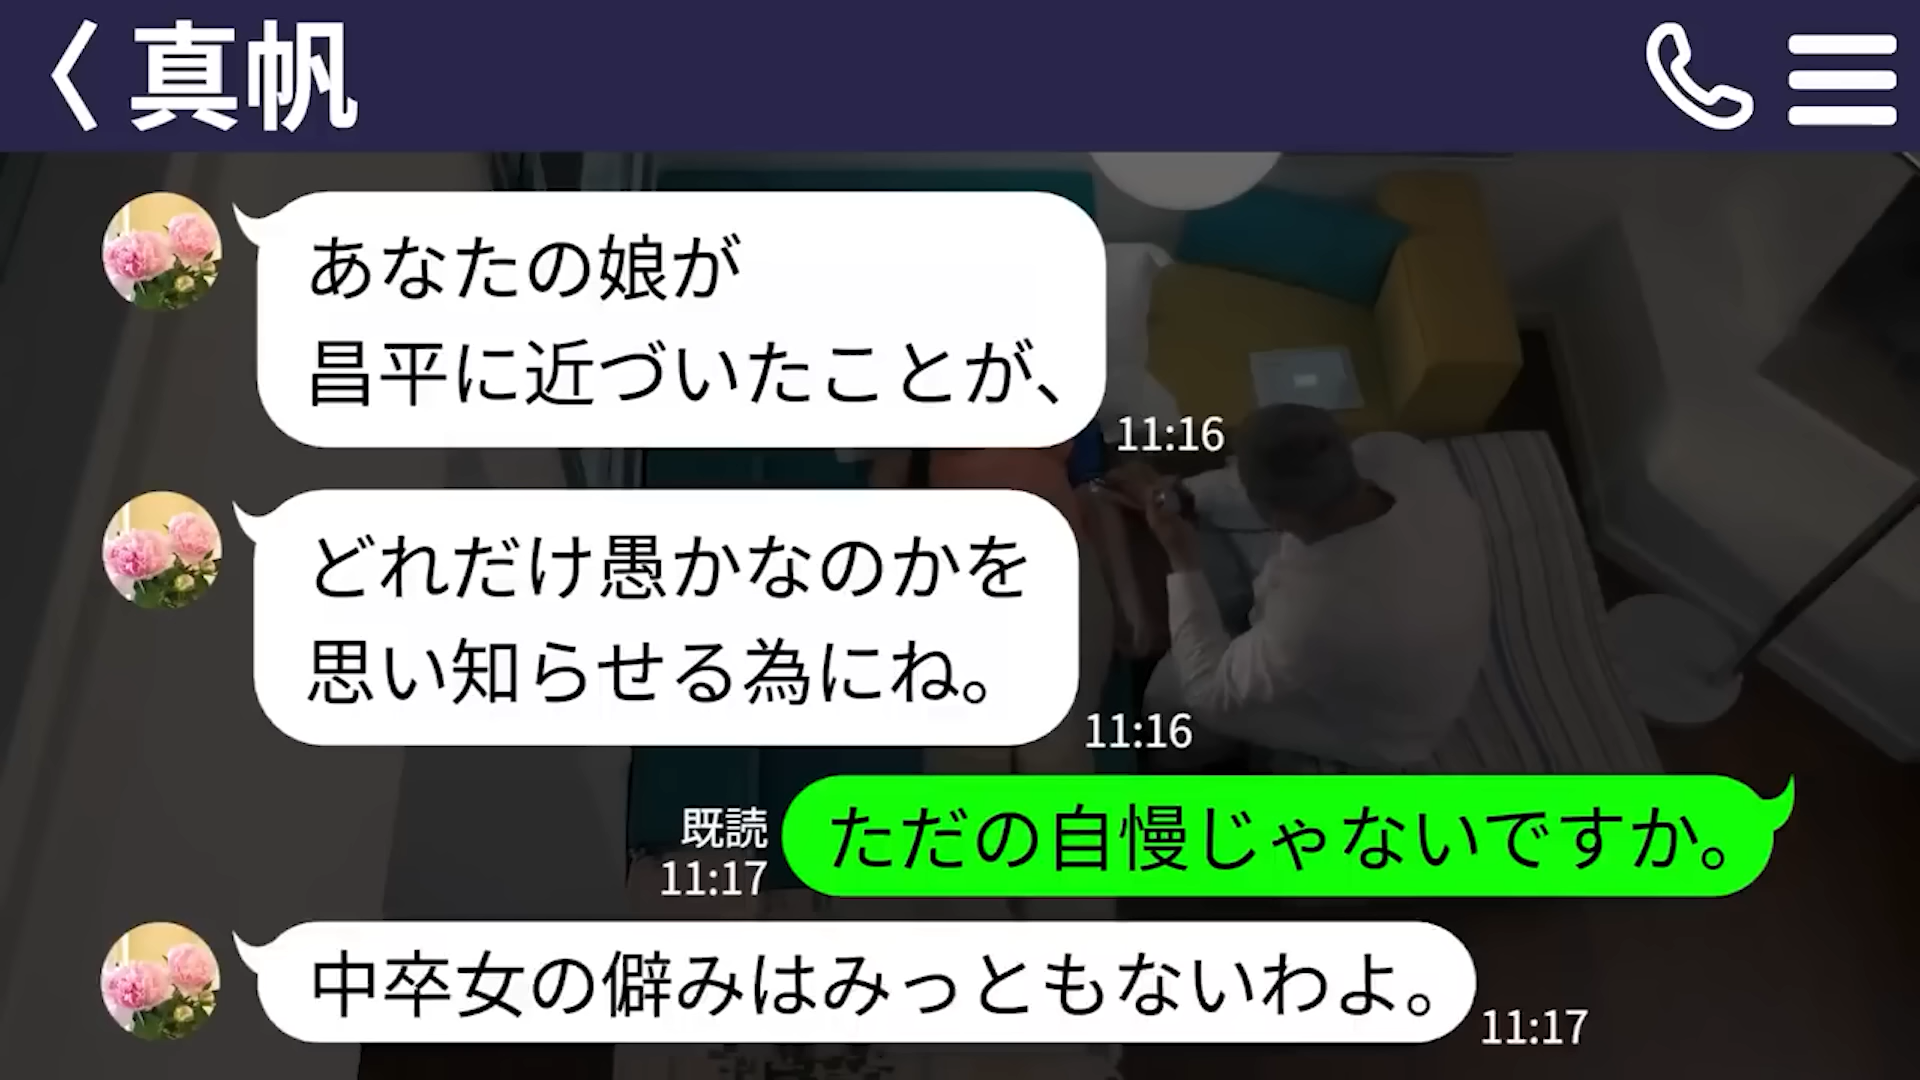 真帆
あなたの娘が
昌平に近づいたことが、
11:16
どれだけ愚かなのかを
思い知らせる為にね。
11:16
ただの自慢じゃないですか。
既読
11:17
中卒女の僻みはみっともないわよ。
11:17